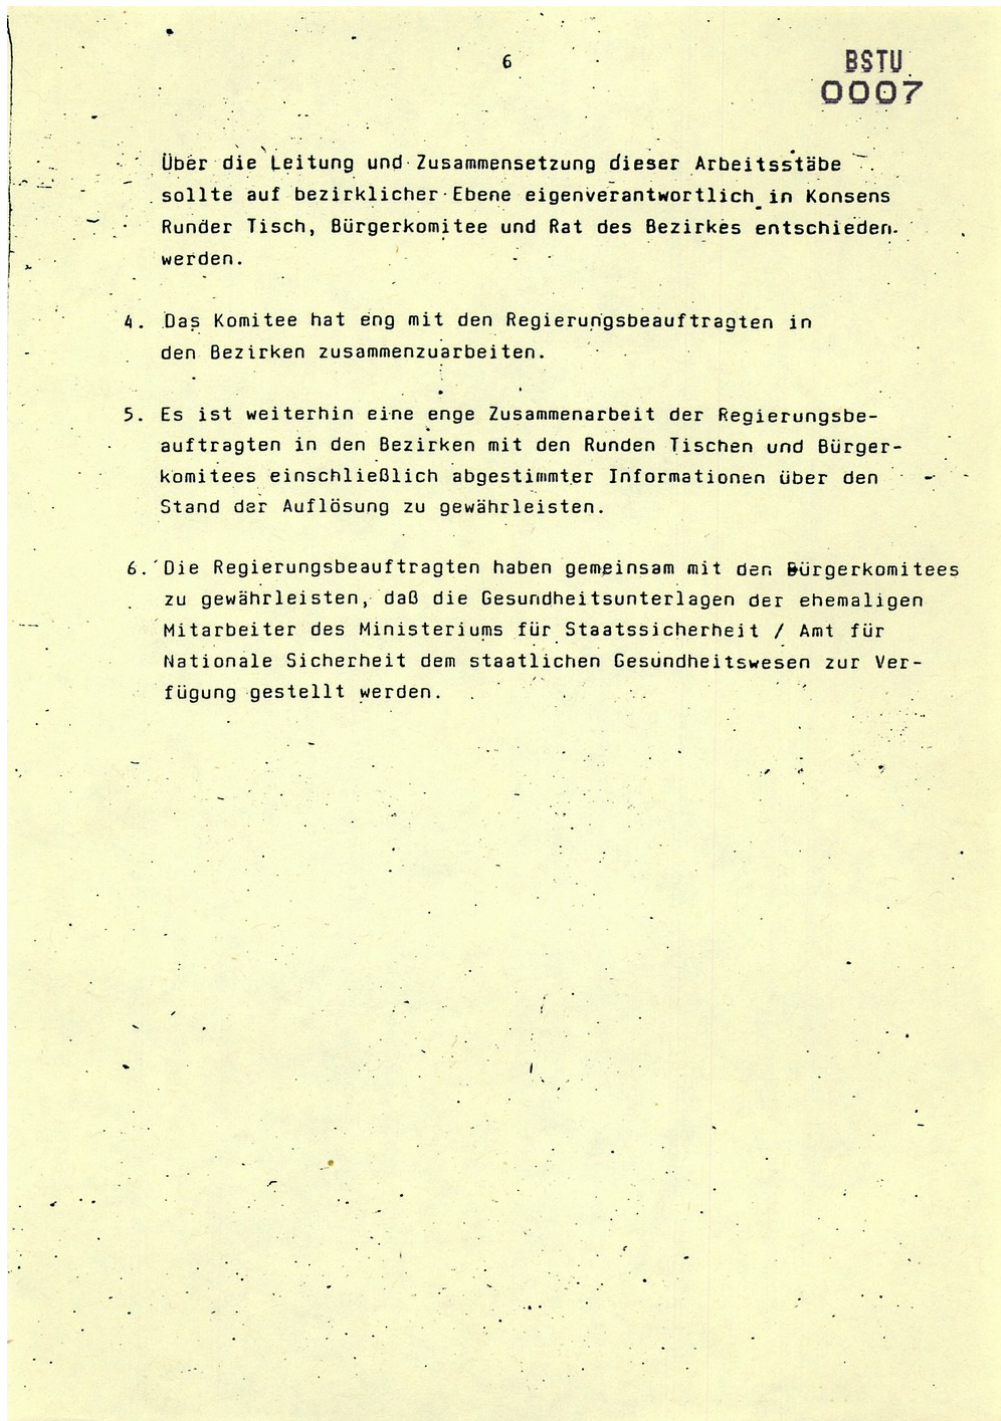 6
BSTU
0007
Über die Leitung und Zusammensetzung dieser Arbeitsstäbe
sollte auf bezirklicher Ebene eigenverantwortlich in Konsens
Runder Tisch, Bürgerkomitee und Rat des Bezirkes entschieden
werden.
4. Das Komitee hat eng mit den Regierungsbeauftragten in
den Bezirken zusammenzuarbeiten.
5. Es ist weiterhin eine enge Zusammenarbeit der Regierungsbe-
auftragten in den Bezirken mit den Runden Tischen und Bürger-
komitees einschließlich abgestimmter Informationen über den
Stand der Auflösung zu gewährleisten.
6. Die Regierungsbeauftragten haben gemeinsam mit den Bürgerkomitees
zu gewährleisten, daß die Gesundheitsunterlagen der ehemaligen
Mitarbeiter des Ministeriums für Staatssicherheit / Amt für
Nationale Sicherheit dem staatlichen Gesundheitswesen zur Ver-
fügung gestellt werden.